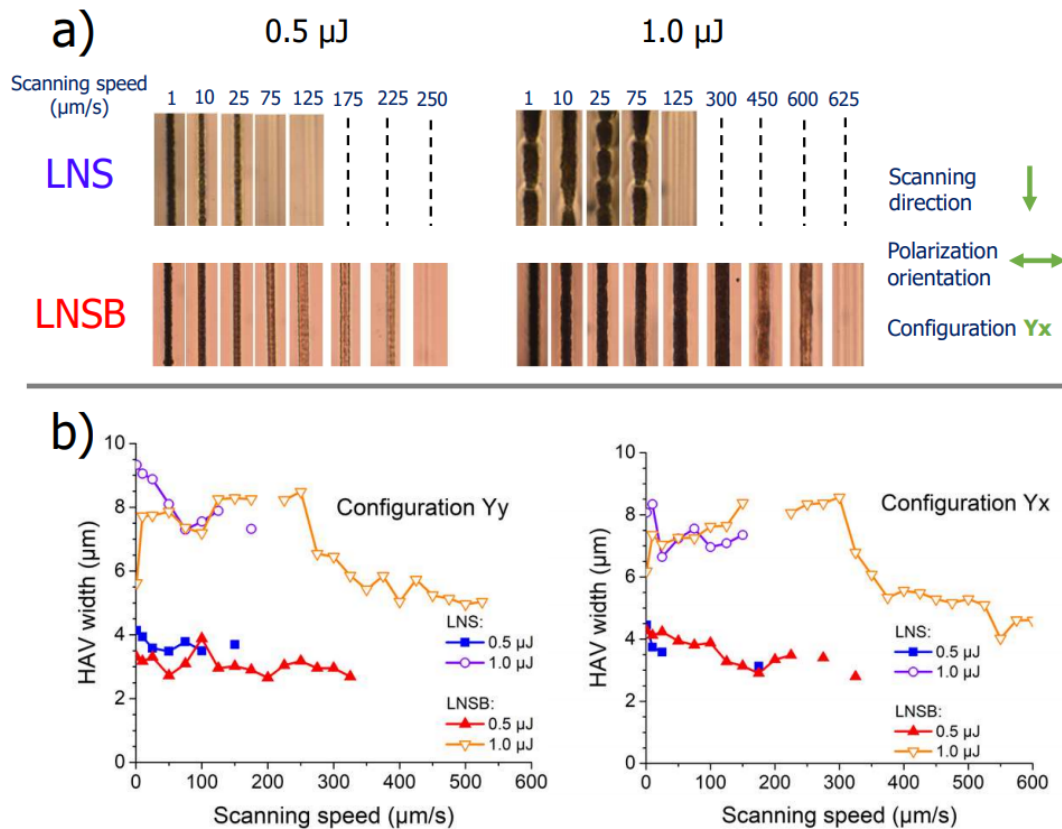 a)
0.5 µJ
1.0 µJ
Scanning speed
(µm/s)
1 10 25 75 125 175 225 250
1 10 25 75 125 300 450 600 625
LNS
Scanning
direction
Polarization
orientation
LNSB
Configuration Yx
b)
10
8
6
4
2
0
HAV width (µm)
Configuration Yy
LNS:
0.5 µJ
1.0 µJ
LNSB:
0.5 µJ
1.0 µJ
0 100 200 300 400 500 600
Scanning speed (µm/s)
10
8
6
4
2
0
HAV width (µm)
Configuration Yx
LNS:
0.5 µJ
1.0 µJ
LNSB:
0.5 µJ
1.0 µJ
0 100 200 300 400 500 600
Scanning speed (µm/s)